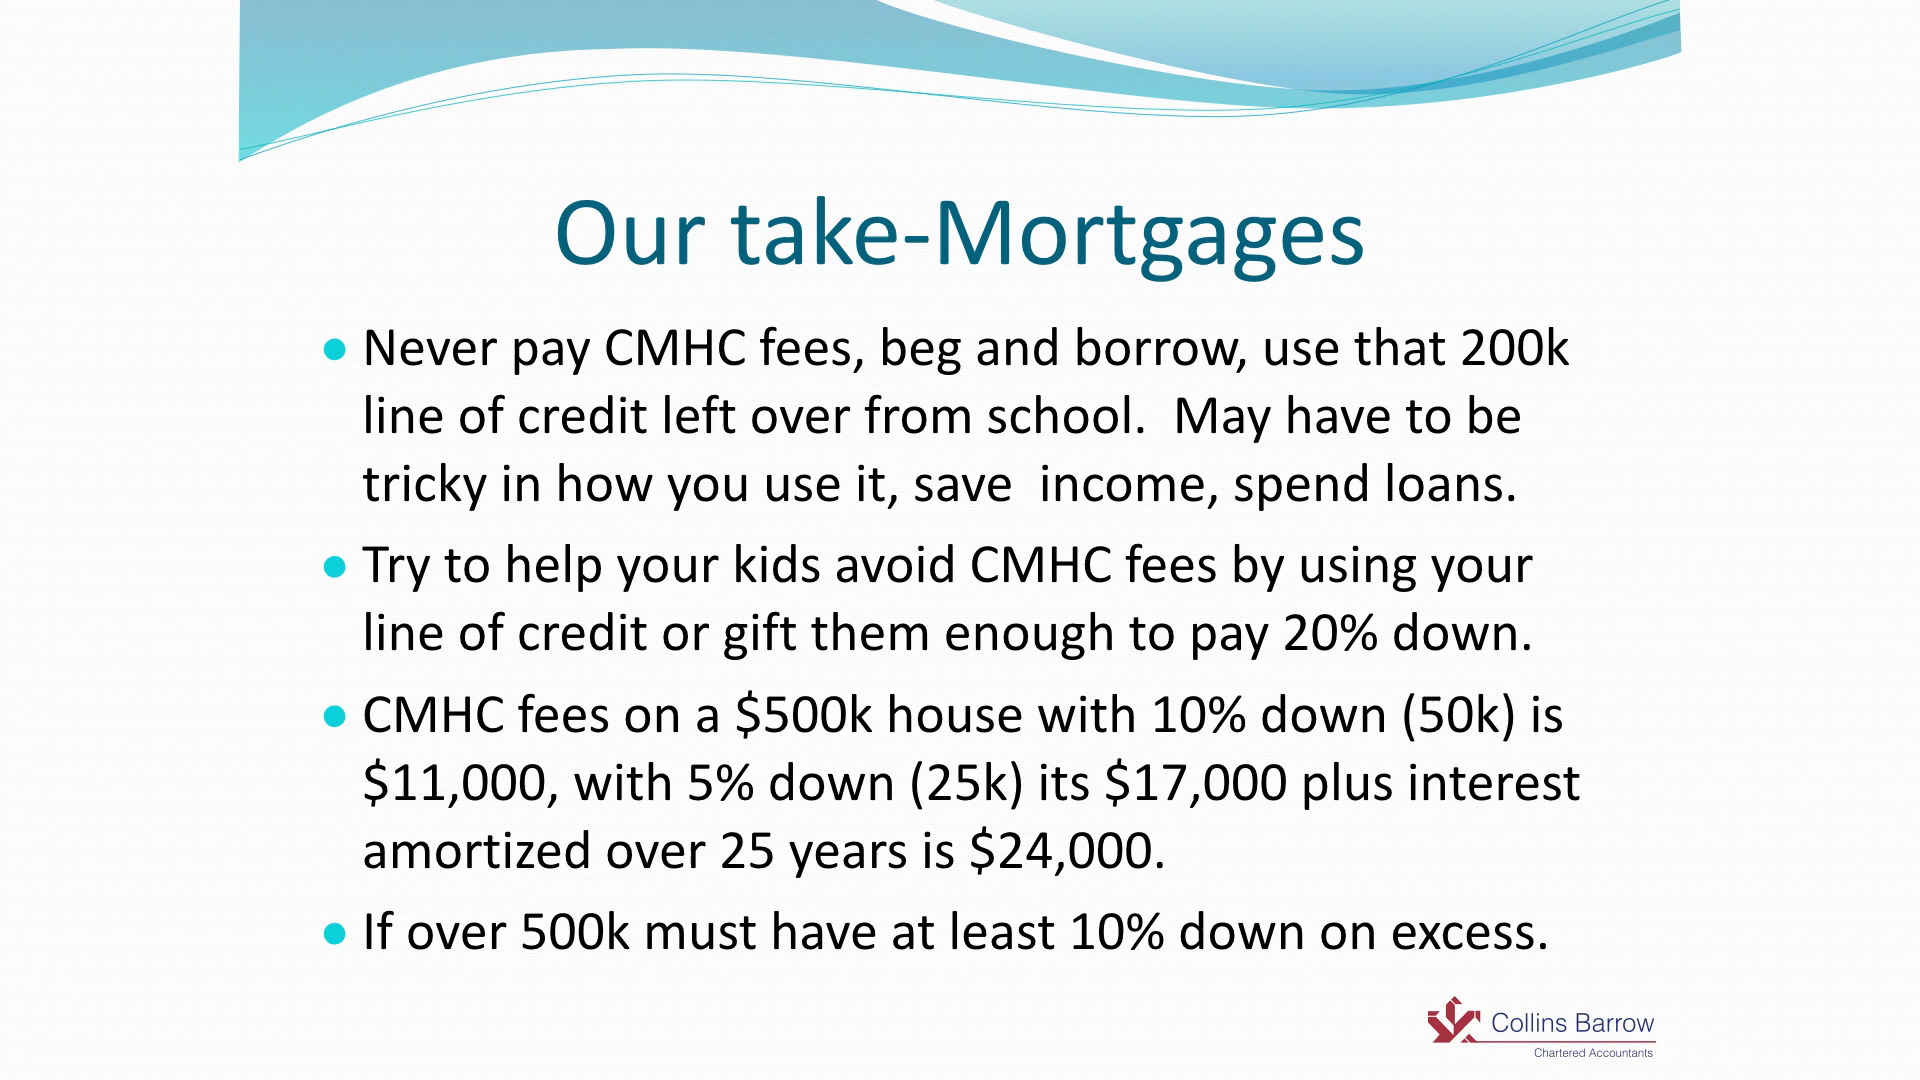 Our take-Mortgages
Never pay CMHC fees, beg and borrow, use that 200k
line of credit left over from school.  May have to be
tricky in how you use it, save  income, spend loans.
Try to help your kids avoid CMHC fees by using your
line of credit or gift them enough to pay 20% down.
CMHC fees on a $500k house with 10% down (50k) is
$11,000, with 5% down (25k) its $17,000 plus interest
amortized over 25 years is $24,000.
If over 500k must have at least 10% down on excess.
Collins Barrow
Chartered Accountants